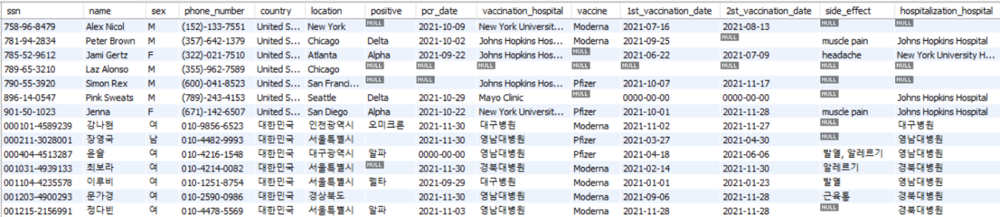 ssn name sex phone_number country location positive pcr_date vaccination_hospital vaccine 1st_vaccination_date 2st_vaccination_date side_effect hospitalization_hospital
758-96-8479 Alex Nicol M (152)-133-7551 United S... New York NULL 2021-10-09 New York Universit... Moderna 2021-07-16 2021-08-13 NULL NULL
781-94-2834 Peter Brown M (357)-642-1379 United S... Chicago Delta 2021-10-02 Johns Hopkins Hos... Moderna 2021-09-25 NULL muscle pain Johns Hopkins Hospital
785-52-9612 Jami Gertz F (322)-021-7510 United S... Atlanta Alpha 2021-09-22 Johns Hopkins Hos... NULL 2021-06-22 2021-07-09 headache New York University H...
789-65-3210 Laz Alonso M (355)-962-7589 United S... Chicago NULL NULL NULL NULL NULL NULL NULL NULL
790-55-3920 Simon Rex M (600)-041-8523 United S... San Franci... NULL NULL Johns Hopkins Hos... Pfizer 2021-10-07 2021-11-17 NULL NULL
896-14-0547 Pink Sweats M (789)-243-4153 United S... Seattle Delta 2021-10-29 Mayo Clinic NULL 0000-00-00 0000-00-00 NULL Johns Hopkins Hospital
901-50-1023 Jenna F (671)-142-6507 United S... San Diego Alpha 2021-10-22 New York Universit... Pfizer 2021-10-01 2021-11-28 muscle pain Johns Hopkins Hospital
000101-4589239 강나현 여 010-9856-6523 대한민국 인천광역시 오미크론 2021-11-30 대구병원 Moderna 2021-11-02 2021-11-27 NULL 대구병원
000211-3028001 장영국 남 010-4482-9993 대한민국 서울특별시 2021-11-30 영남대병원 Pfizer 2021-03-27 2021-04-30 NULL 영남대병원
000404-4513287 윤슬 여 010-4216-1548 대한민국 대구광역시 알파 0000-00-00 영남대병원 Pfizer 2021-04-18 2021-06-06 발열, 알레르기 영남대병원
001031-4939133 최보라 여 010-4214-0082 대한민국 서울특별시 NULL 2021-11-30 경북대병원 Moderna 2021-02-14 2021-11-30 알레르기 경북대병원
001104-4235578 이루비 여 010-1251-8754 대한민국 서울특별시 델타 2021-09-29 대구병원 Moderna 2021-01-01 2021-01-23 발열 영남대병원
001203-4900293 문가경 여 010-2590-0986 대한민국 경상북도 2021-11-30 영남대병원 Moderna 2021-09-06 2021-11-28 근육통 경북대병원
001215-2156991 정다빈 여 010-4478-5569 대한민국 서울특별시 알파 2021-11-03 영남대병원 Moderna 2021-11-28 2021-11-28 NULL 경북대병원